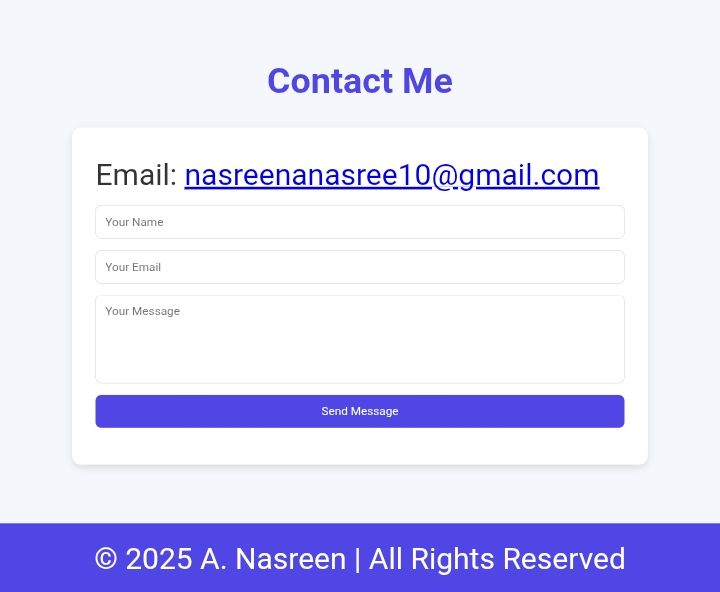 Contact Me
Email: nasreenanasree10@gmail.com
Your Name
Your Email
Your Message
Send Message
© 2025 A. Nasreen | All Rights Reserved